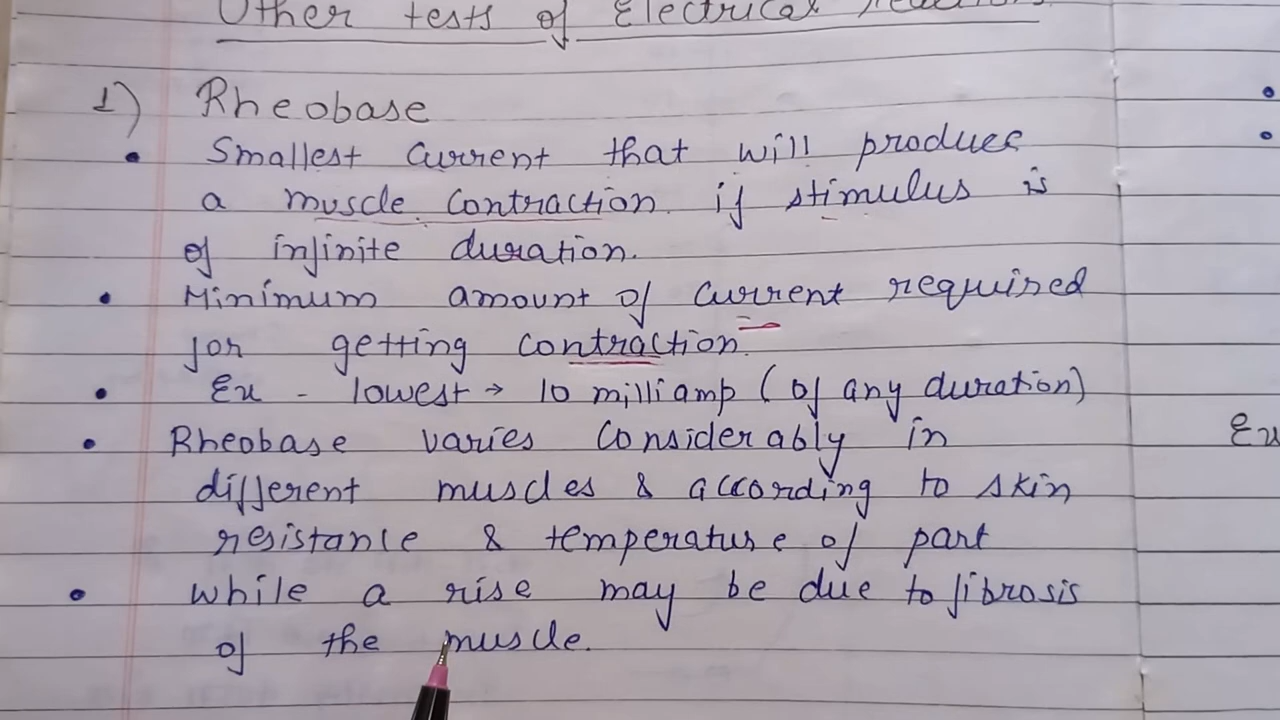 Other tests of Electrical reactions
1) Rheobase
• Smallest current that will produce
a muscle contraction if stimulus is
of infinite duration.
• Minimum amount of current required
for getting contraction
• Ex - lowest → 10 milliamp (of any duration)
• Rheobase varies considerably in
different muscles & according to skin
resistance & temperature of part
• while a rise may be due to fibrosis
of the muscle.
Ex